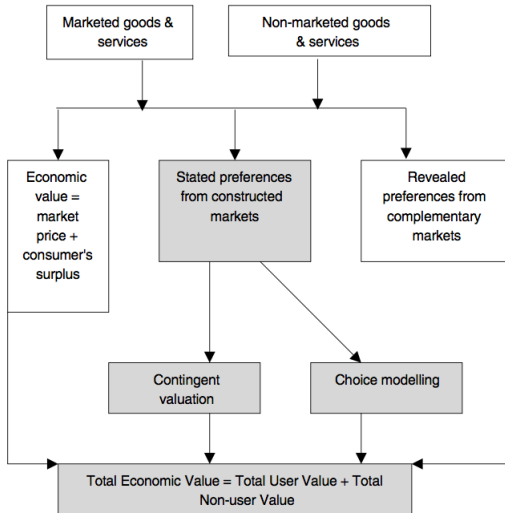 Marketed goods &
services
Non-marketed goods
& services
Economic
value =
market
price +
consumer's
surplus
Stated preferences
from constructed
markets
Revealed
preferences from
complementary
markets
Contingent
valuation
Choice modelling
Total Economic Value = Total User Value + Total
Non-user Value